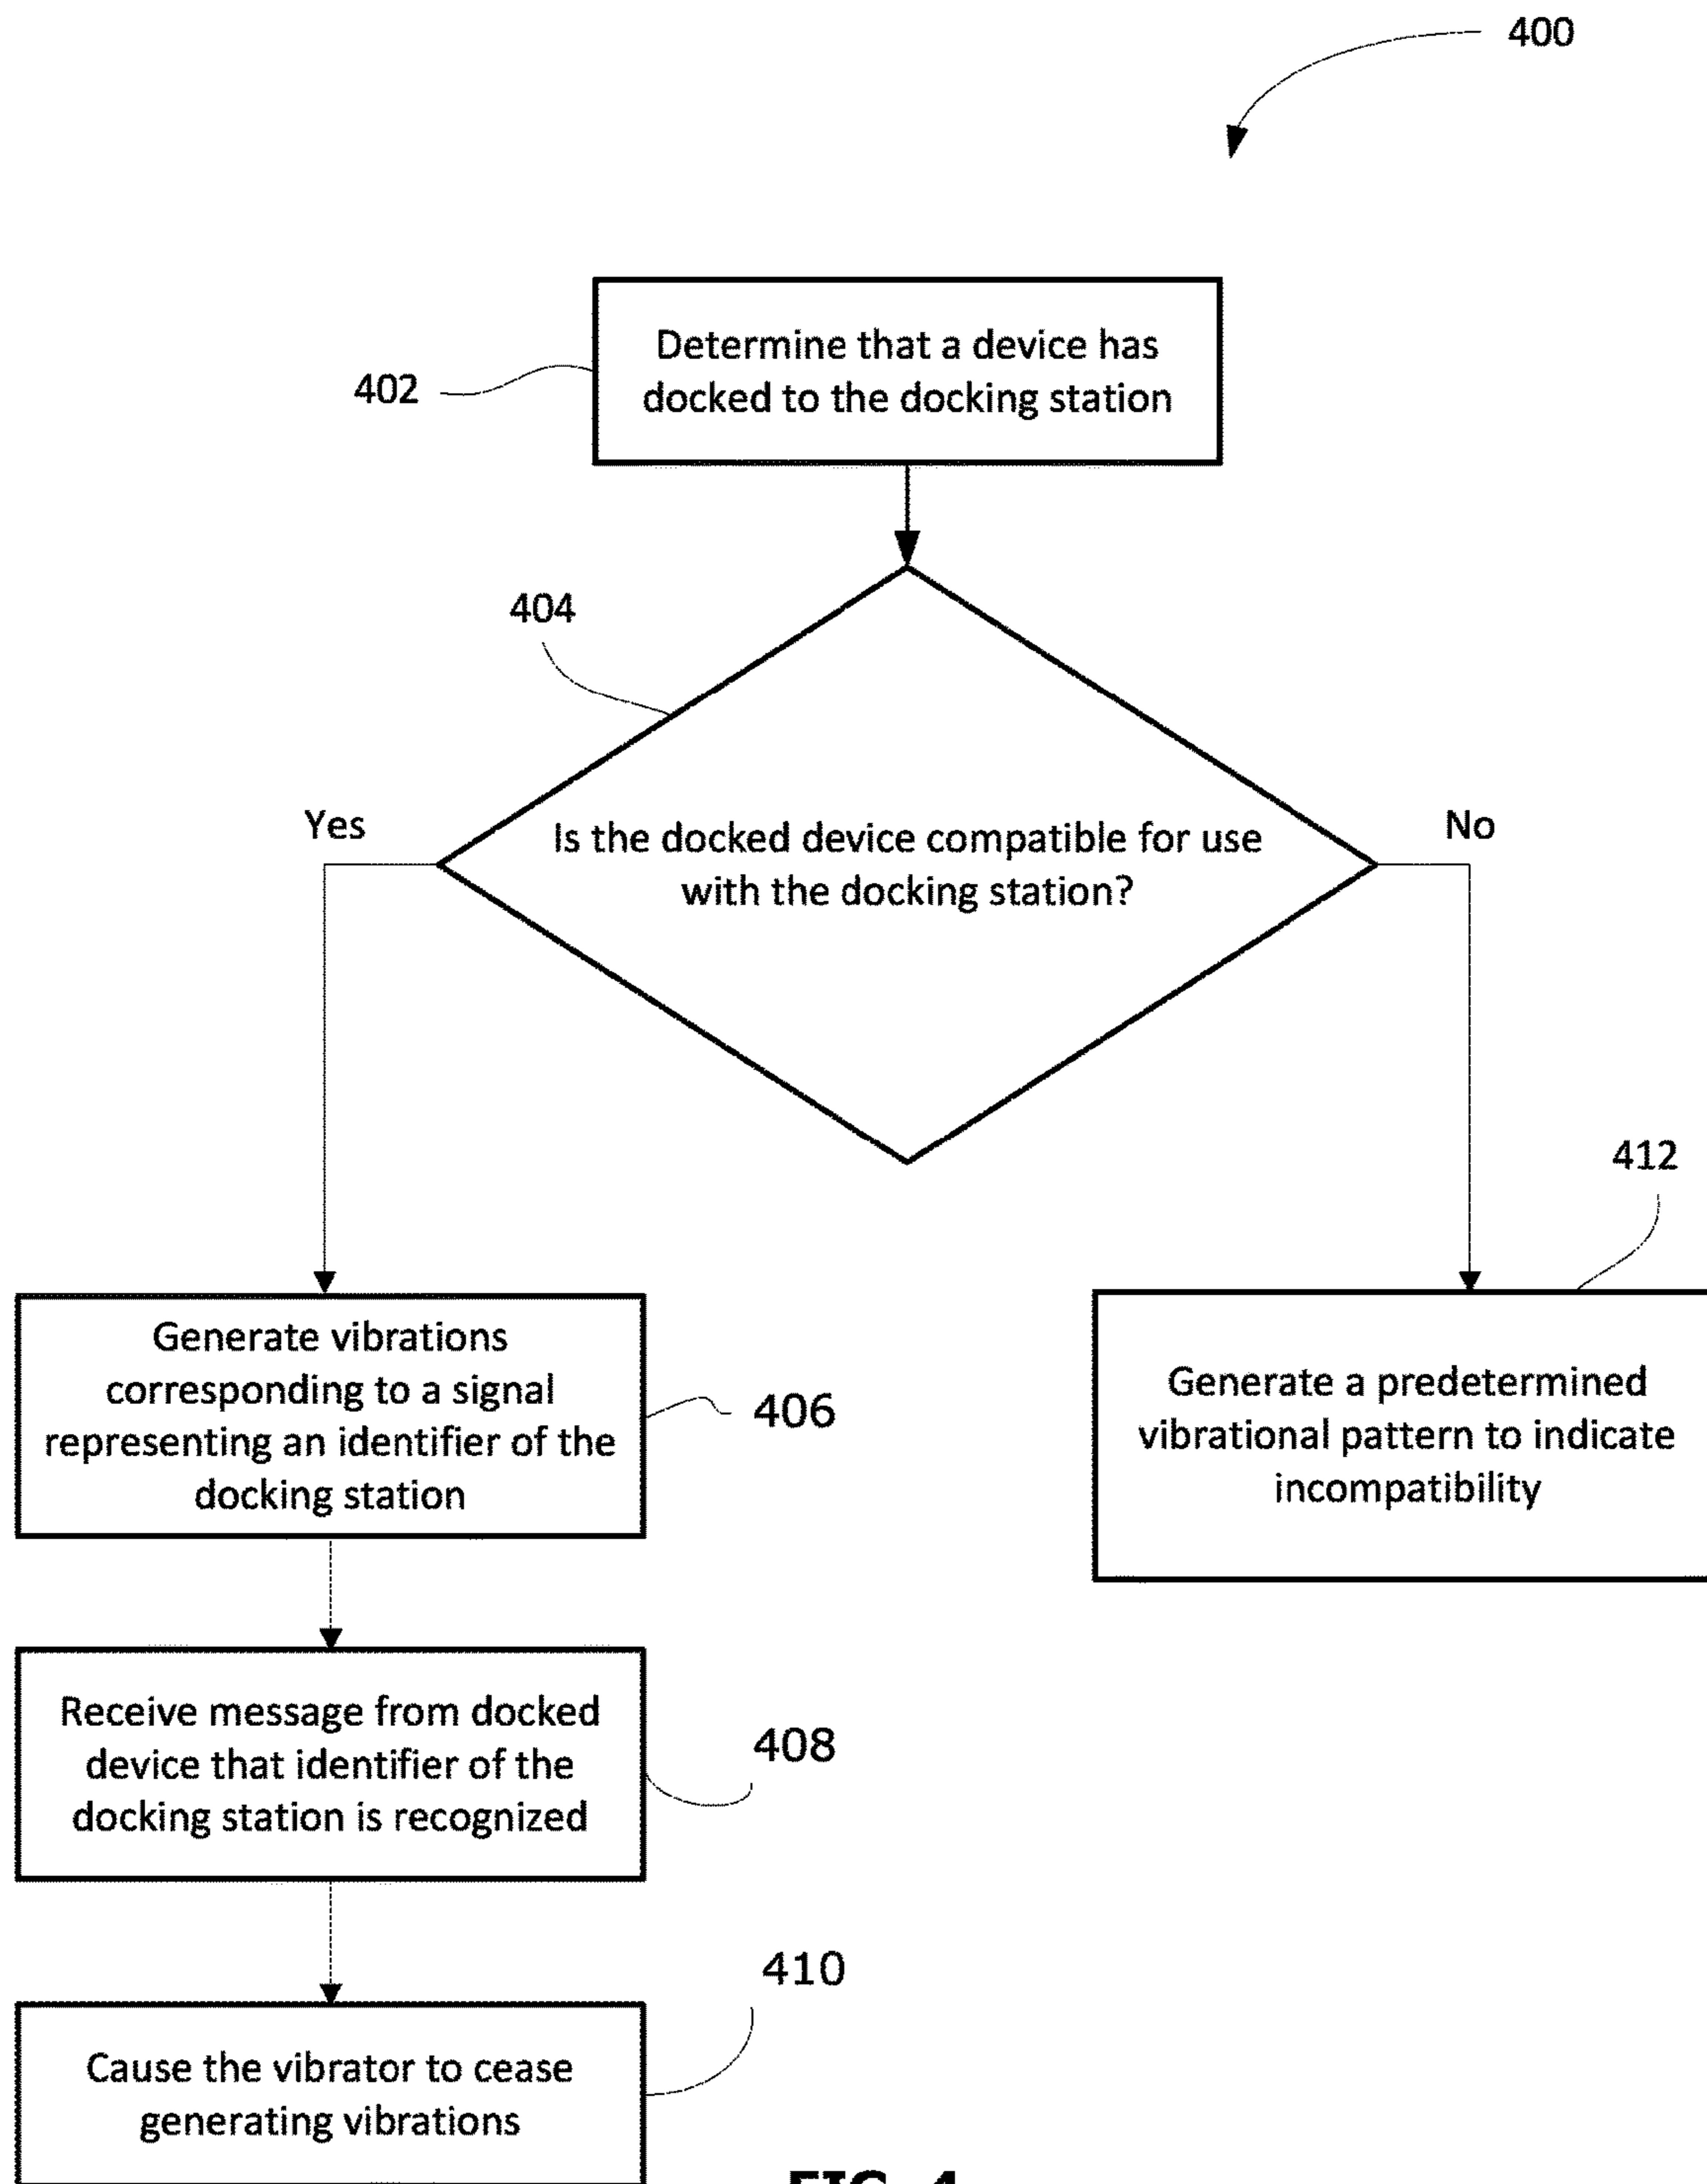 400
Determine that a device has
docked to the docking station
402
404
Yes
No
Is the docked device compatible for use
with the docking station?
412
Generate vibrations
corresponding to a signal
representing an identifier of the
docking station
406
Generate a predetermined
vibrational pattern to indicate
incompatibility
Receive message from docked
device that identifier of the
docking station is recognized
408
410
Cause the vibrator to cease
generating vibrations
FIG. 4